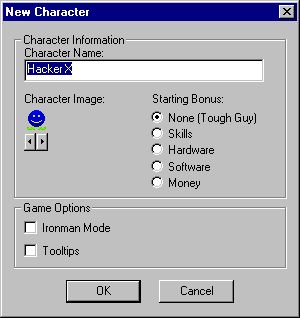 New Character
Character Information
Character Name:
Hacker X
Character Image:
Starting Bonus:
None (Tough Guy)
Skills
Hardware
Software
Money
Game Options
Ironman Mode
Tooltips
OK
Cancel